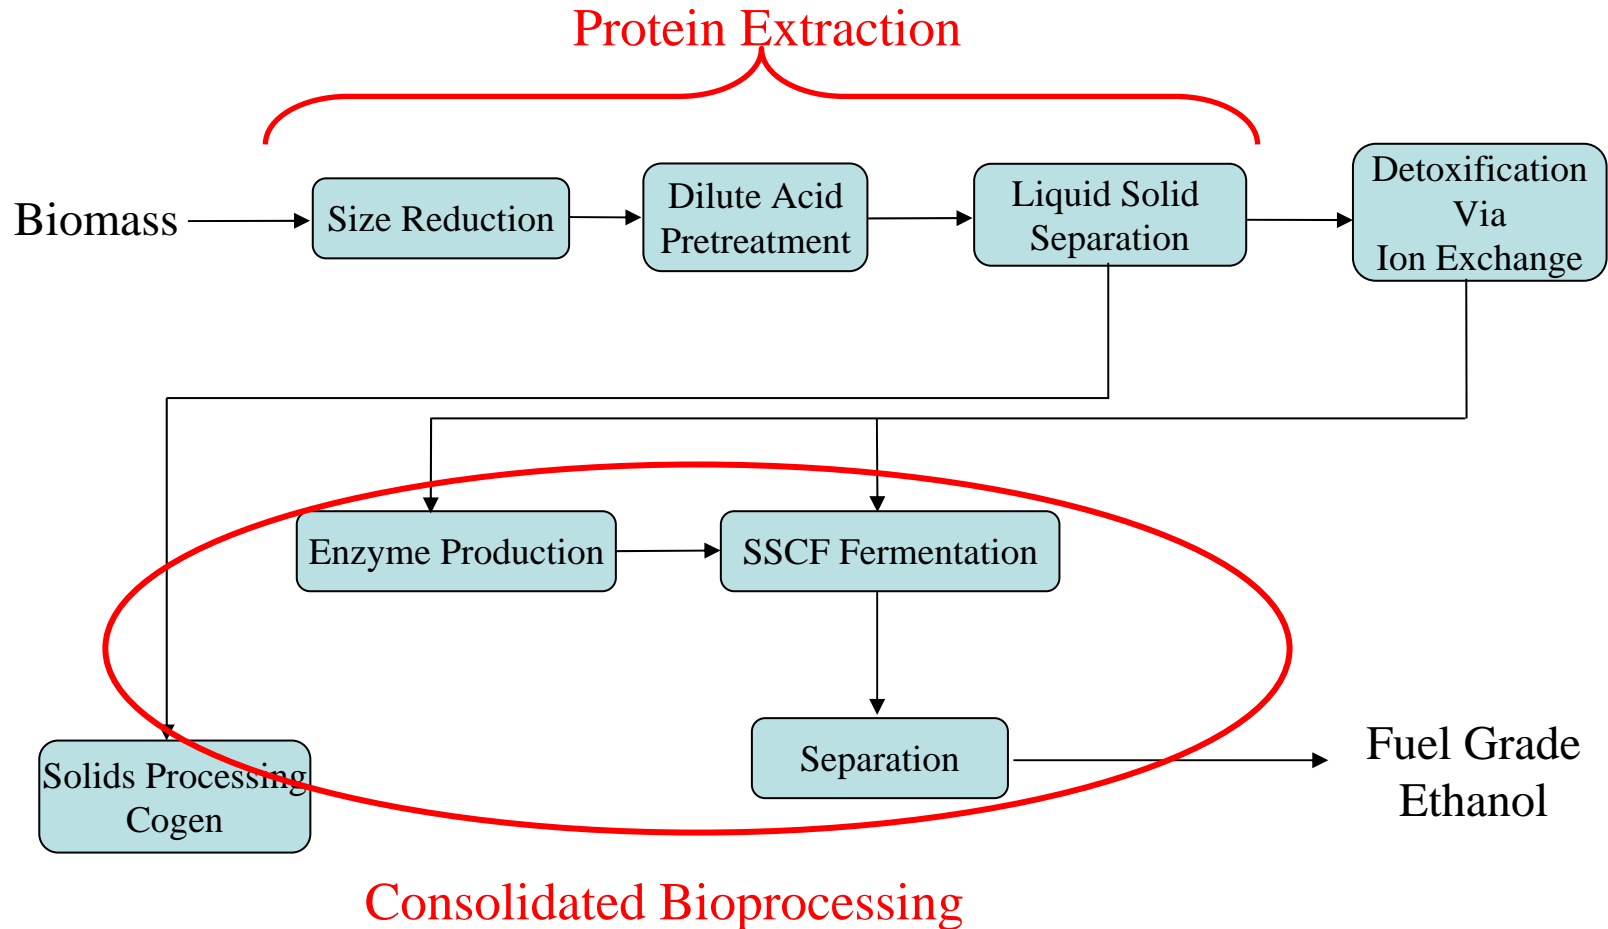 Protein Extraction
Biomass
Size Reduction
Dilute Acid
Pretreatment
Liquid Solid
Separation
Detoxification
Via
Ion Exchange
Enzyme Production
SSCF Fermentation
Solids Processing
Cogen
Separation
Fuel Grade
Ethanol
Consolidated Bioprocessing